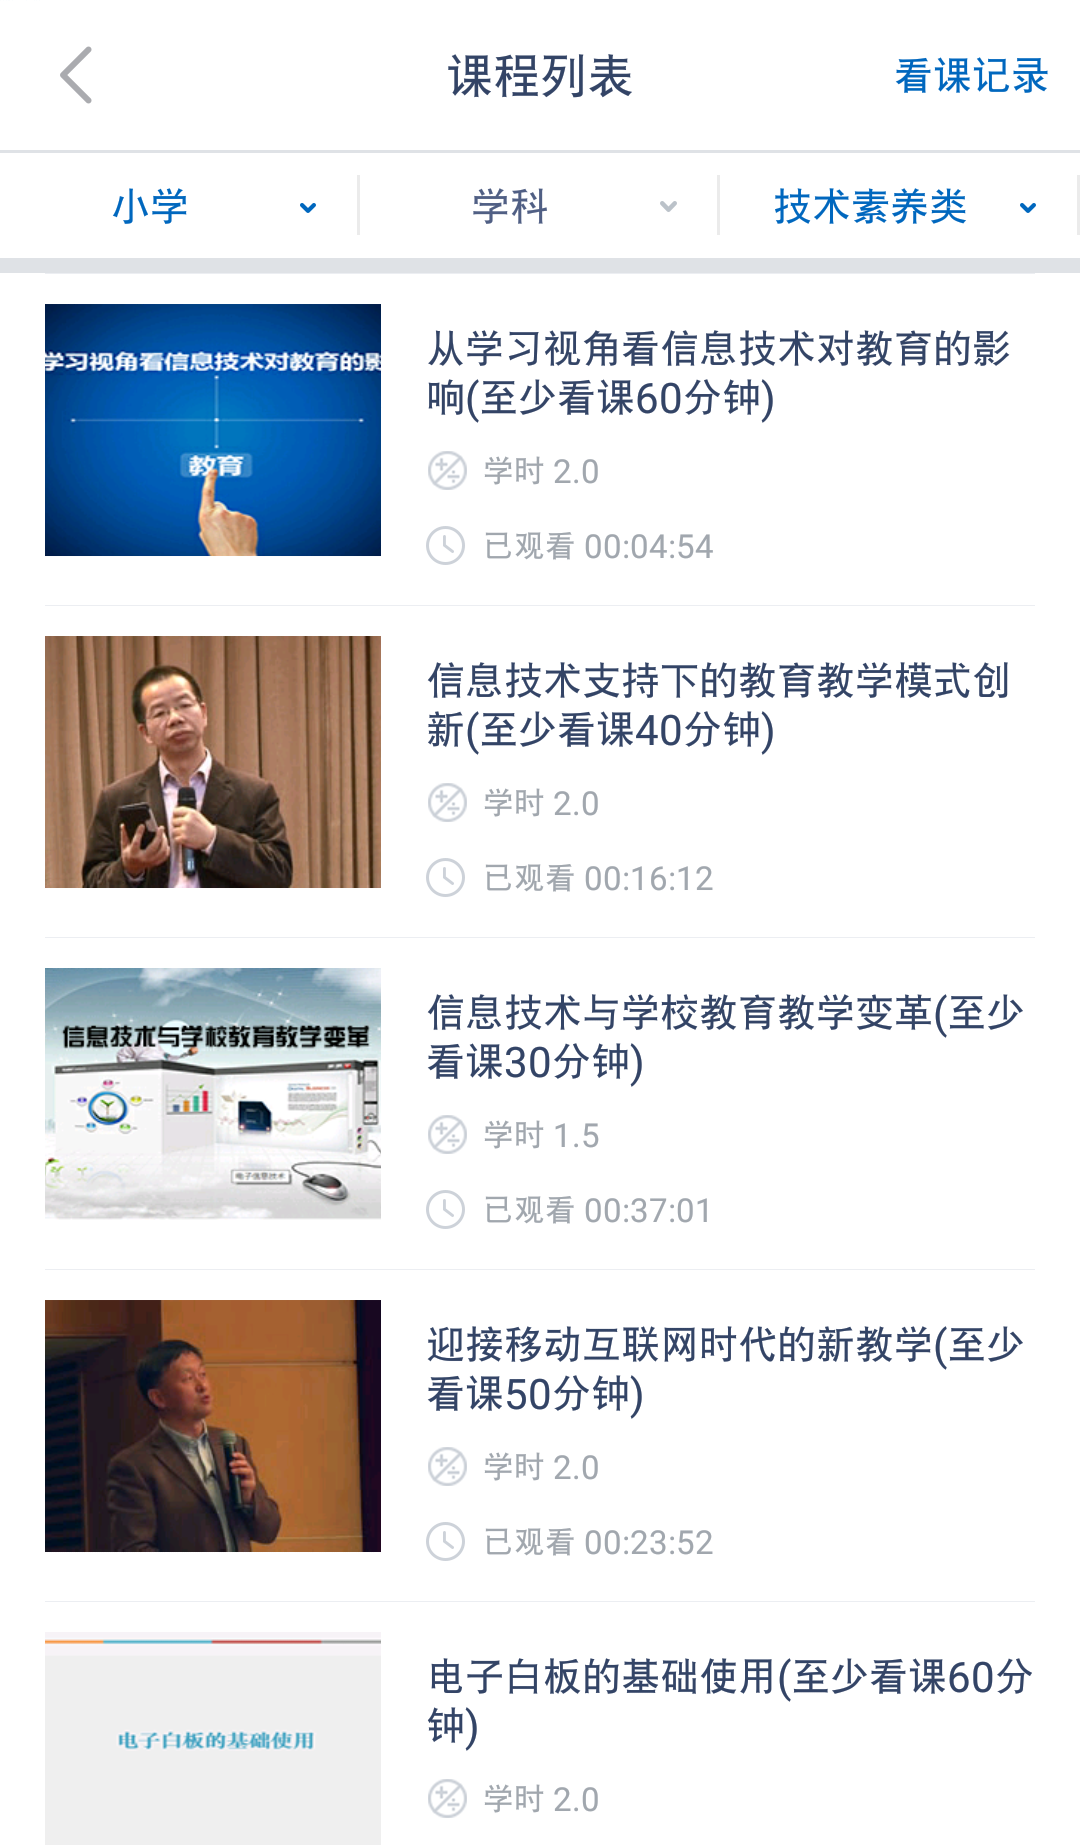 课程列表
看课记录
小学
学科
技术素养类
学习视角看信息技术对教育的影
教育
从学习视角看信息技术对教育的影
响(至少看课60分钟)
学时 2.0
已观看 00:04:54
信息技术支持下的教育教学模式创
新(至少看课40分钟)
学时 2.0
已观看 00:16:12
信息技术与学校教育教学变革
电子信息技术
信息技术与学校教育教学变革(至少
看课30分钟)
学时 1.5
已观看 00:37:01
迎接移动互联网时代的新教学(至少
看课50分钟)
学时 2.0
已观看 00:23:52
电子白板的基础使用
电子白板的基础使用(至少看课60分
钟)
学时 2.0